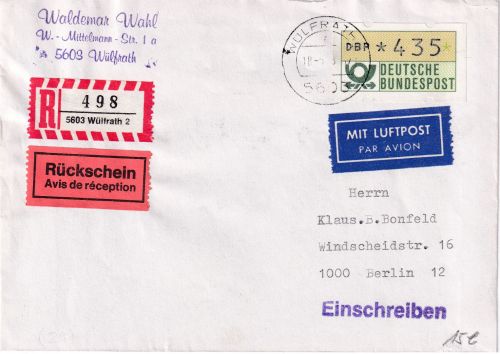 Waldemar Wahl
W.-Mittelmann-Str. 1 a
5603 Wülfrath
R
498
5603 Wülfrath 2
Rückschein
Avis de réception
WÜLFRATH
DBP *435
DEUTSCHE
BUNDESPOST
MIT LUFTPOST
PAR AVION
Herrn
Klaus.B.Bonfeld
Windscheidstr. 16
1000 Berlin 12
Einschreiben